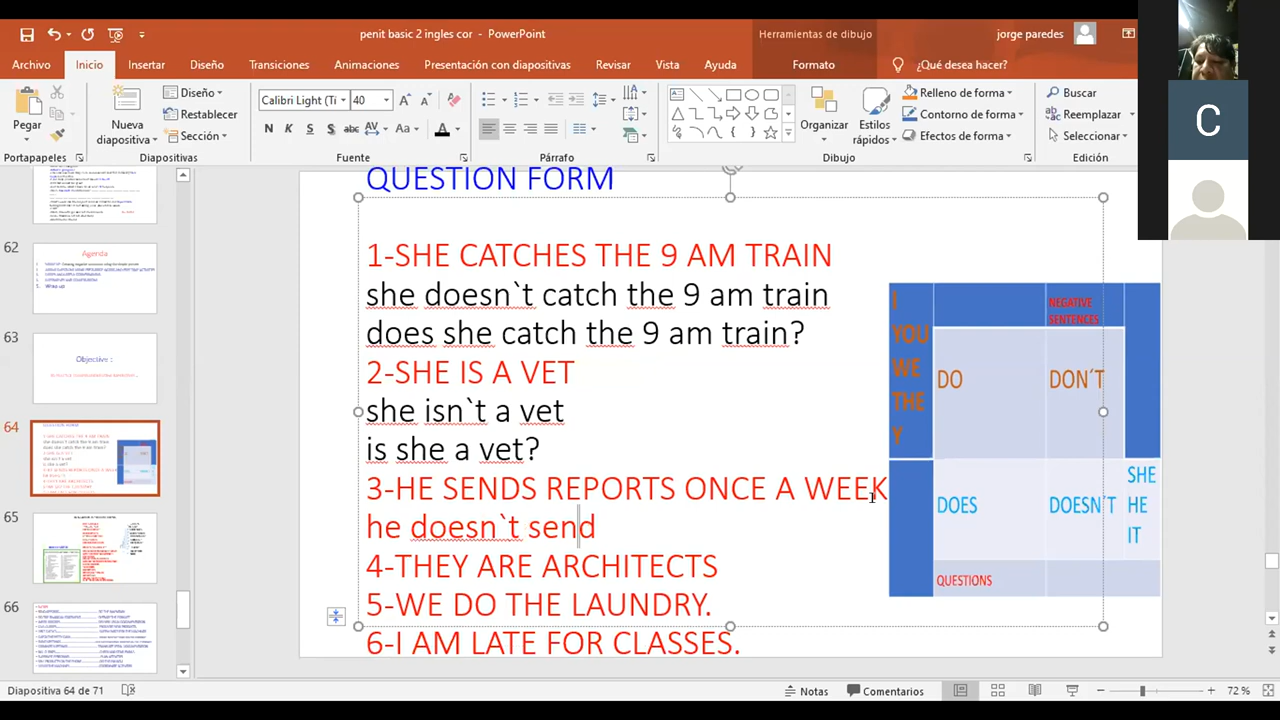 penit basic 2 ingles cor - PowerPoint
Herramientas de dibujo
jorge paredes
Archivo Inicio Insertar Diseño Transiciones Animaciones Presentación con diapositivas Revisar Vista Ayuda Formato ¿Qué desea hacer?
Pegar
Nueva diapositiva
Diseño
Restablecer
Sección
Calibri Light (Ti 40
N K S abc AV Aa A
Organizar
Estilos rápidos
Relleno de forma
Contorno de forma
Efectos de forma
Buscar
Reemplazar
Seleccionar
Portapapeles Diapositivas Fuente Párrafo Dibujo Edición
C
62
Agenda
63
Objective :
64
65
66
QUESTION FORM
1-SHE CATCHES THE 9 AM TRAIN
she doesn`t catch the 9 am train
does she catch the 9 am train?
2-SHE IS A VET
she isn`t a vet
is she a vet?
3-HE SENDS REPORTS ONCE A WEEK
he doesn`t send
4-THEY ARE ARCHITECTS
5-WE DO THE LAUNDRY.
6-I AM LATE FOR CLASSES.
I
YOU
WE
THE
Y
NEGATIVE
SENTENCES
DO
DON´T
DOES
DOESN´T
SHE
HE
IT
QUESTIONS
Diapositiva 64 de 71
Notas
Comentarios
72 %